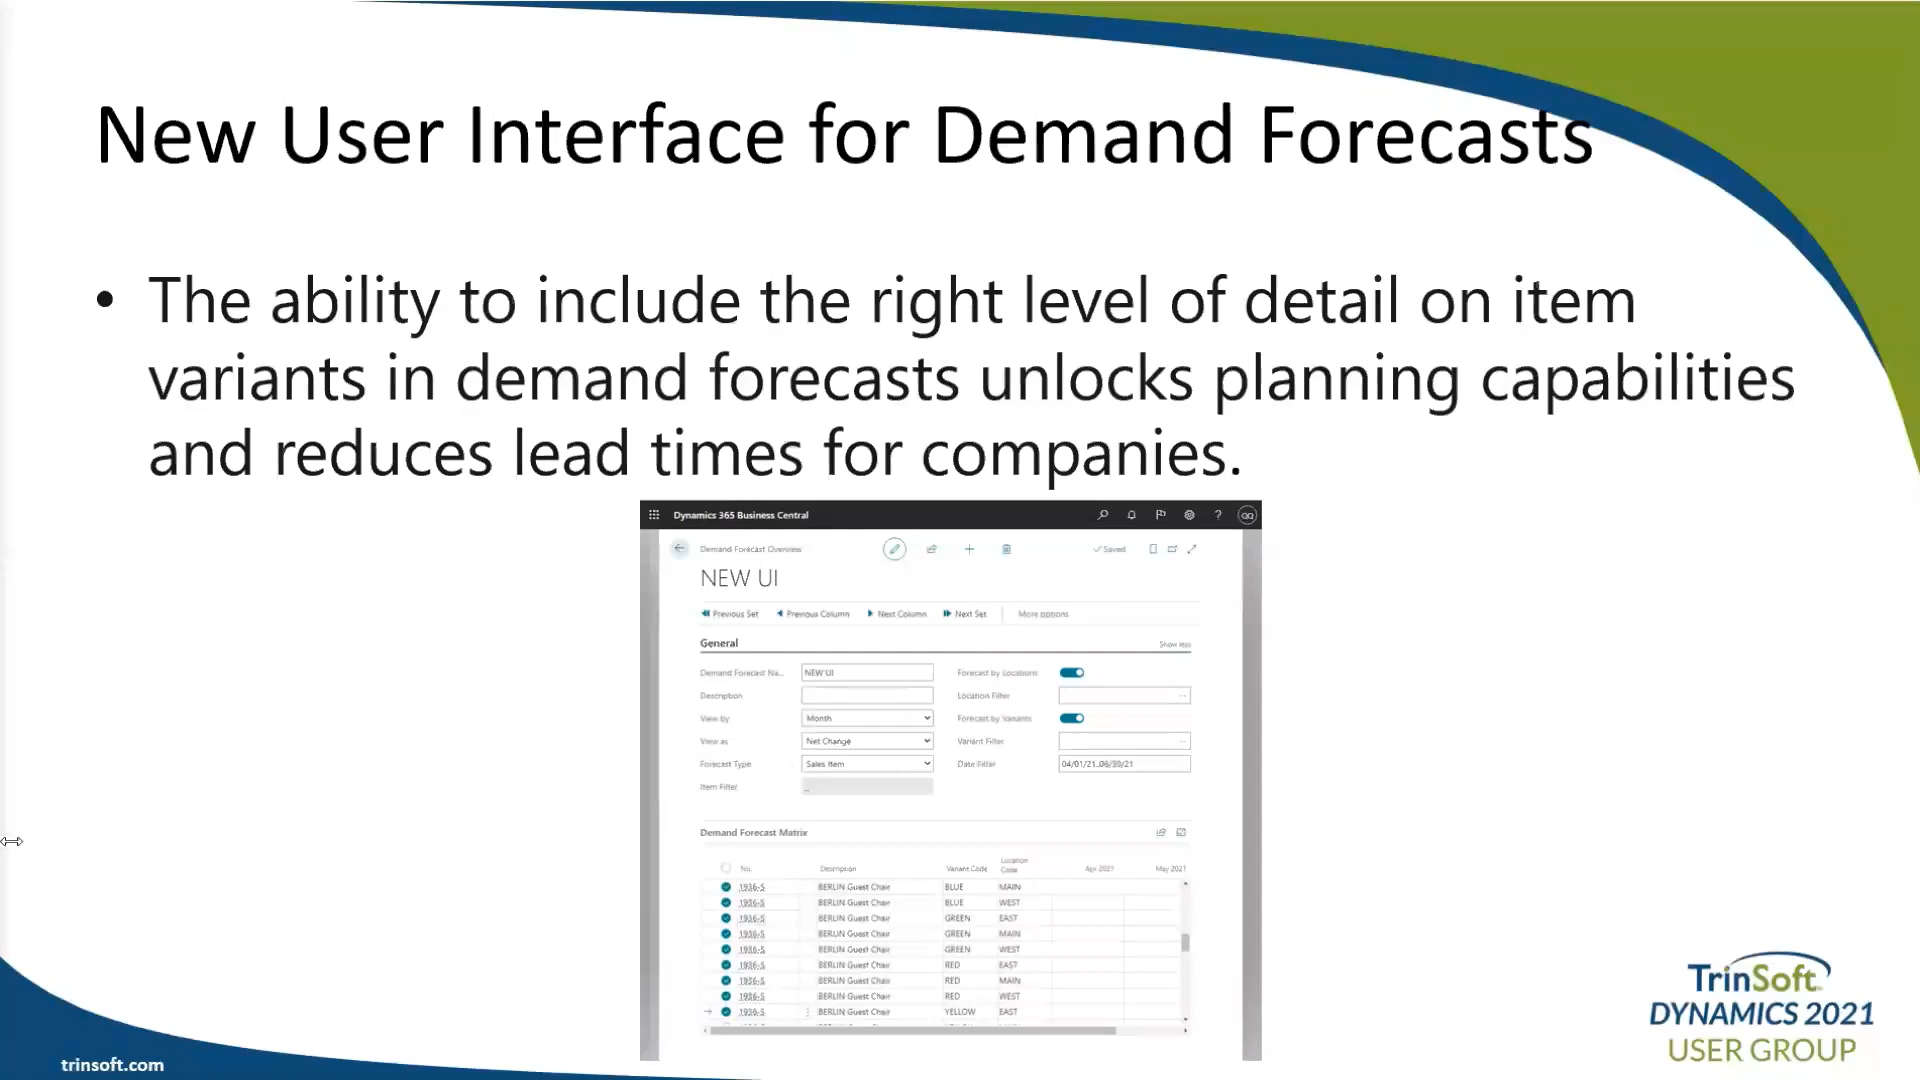 New User Interface for Demand Forecasts
• The ability to include the right level of detail on item
variants in demand forecasts unlocks planning capabilities
and reduces lead times for companies.
Dynamics 365 Business Central
?
Demand Forecast Overview
Saved
NEW UI
Previous Set Previous Column Next Column Next Set More options
General Show less
Demand Forecast Na... NEW UI Forecast by Locations
Description Location Filter ...
View by Month Forecast by Variants
View as Net Change Variant Filter ...
Forecast Type Sales Item Date Filter 04/01/21..06/30/21
Item Filter
Demand Forecast Matrix
No. Description Variant Code Location Code Apr 2021 May 2021
1936-S BERLIN Guest Chair BLUE MAIN
1936-S BERLIN Guest Chair BLUE WEST
1936-S BERLIN Guest Chair GREEN EAST
1936-S BERLIN Guest Chair GREEN MAIN
1936-S BERLIN Guest Chair GREEN WEST
1936-S BERLIN Guest Chair RED EAST
1936-S BERLIN Guest Chair RED MAIN
1936-S BERLIN Guest Chair RED WEST
1936-S BERLIN Guest Chair YELLOW EAST
TrinSoft
DYNAMICS 2021
USER GROUP
trinsoft.com